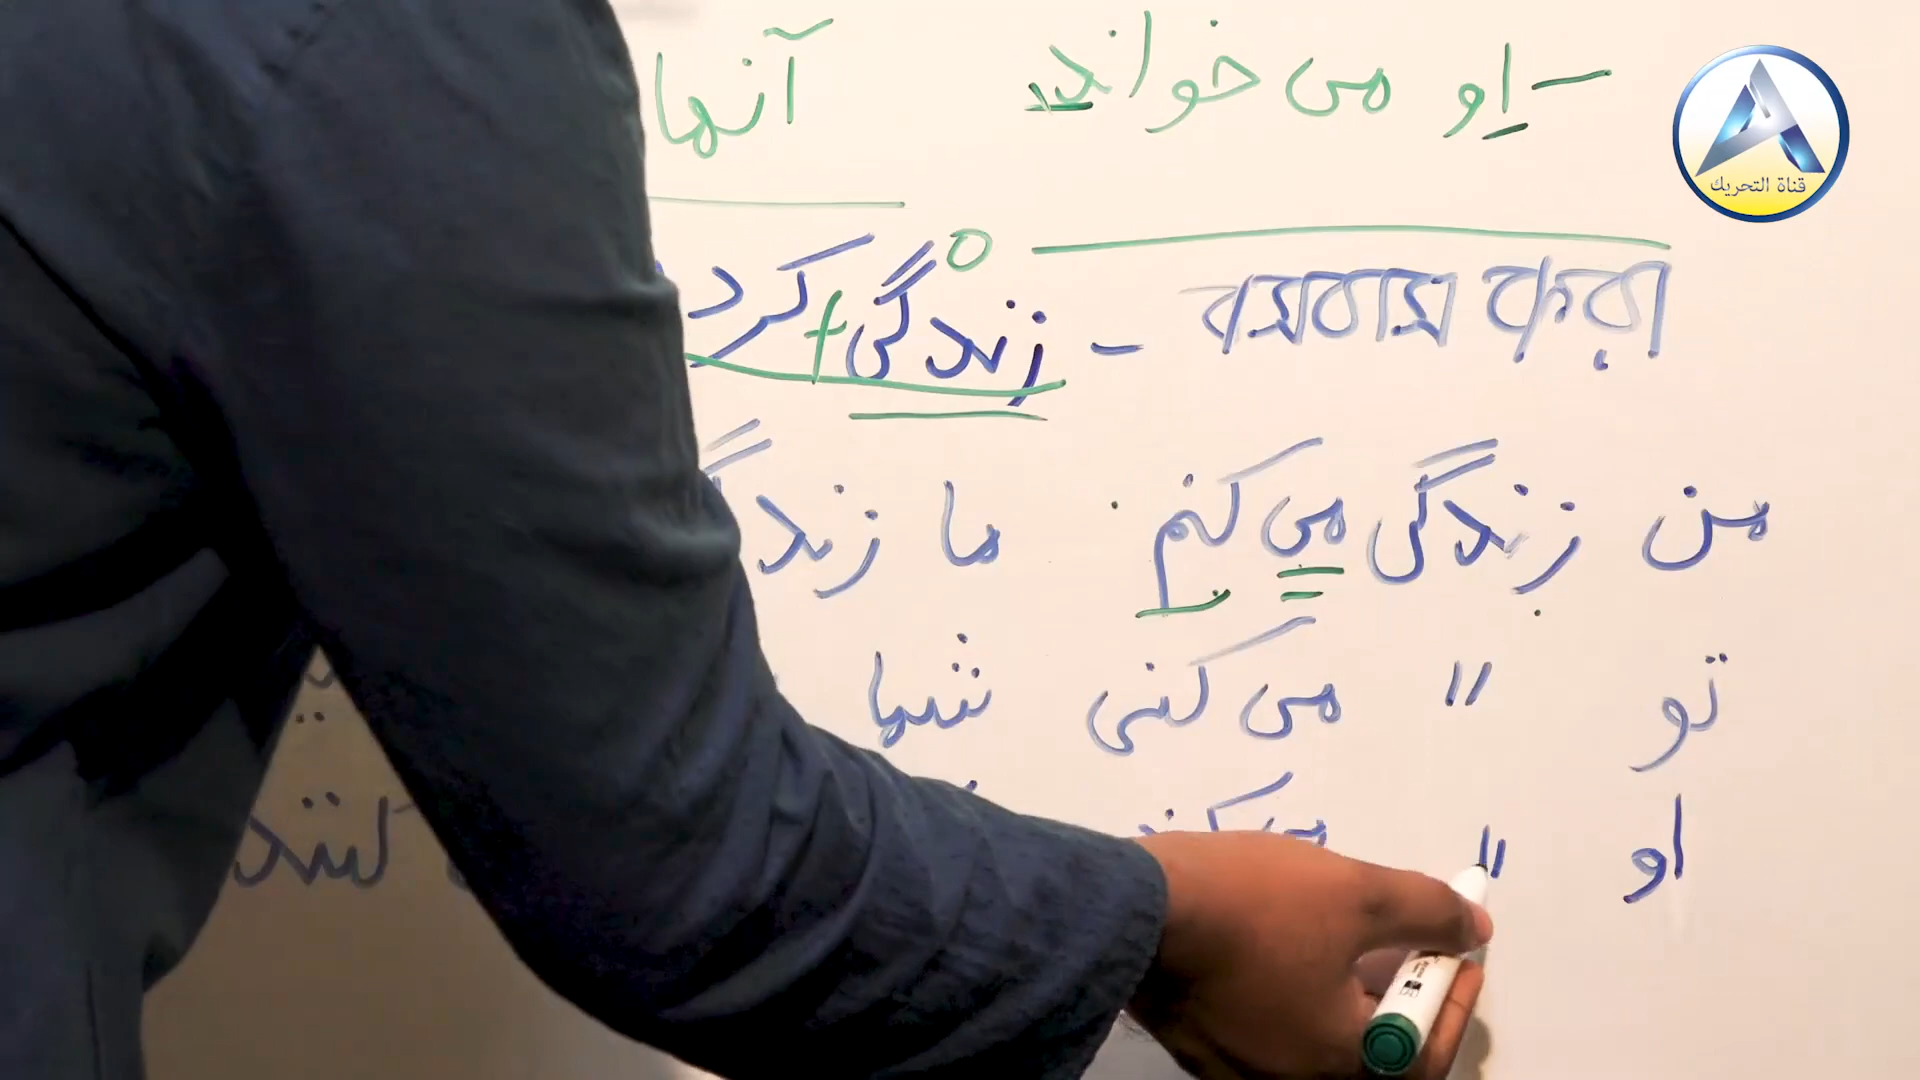 - او می خواند آنها
বসবাস করা - زندگی + کرد
من زندگی می کنم . ما
تو " می کنی شما
او "
کنند
قناة التحريك